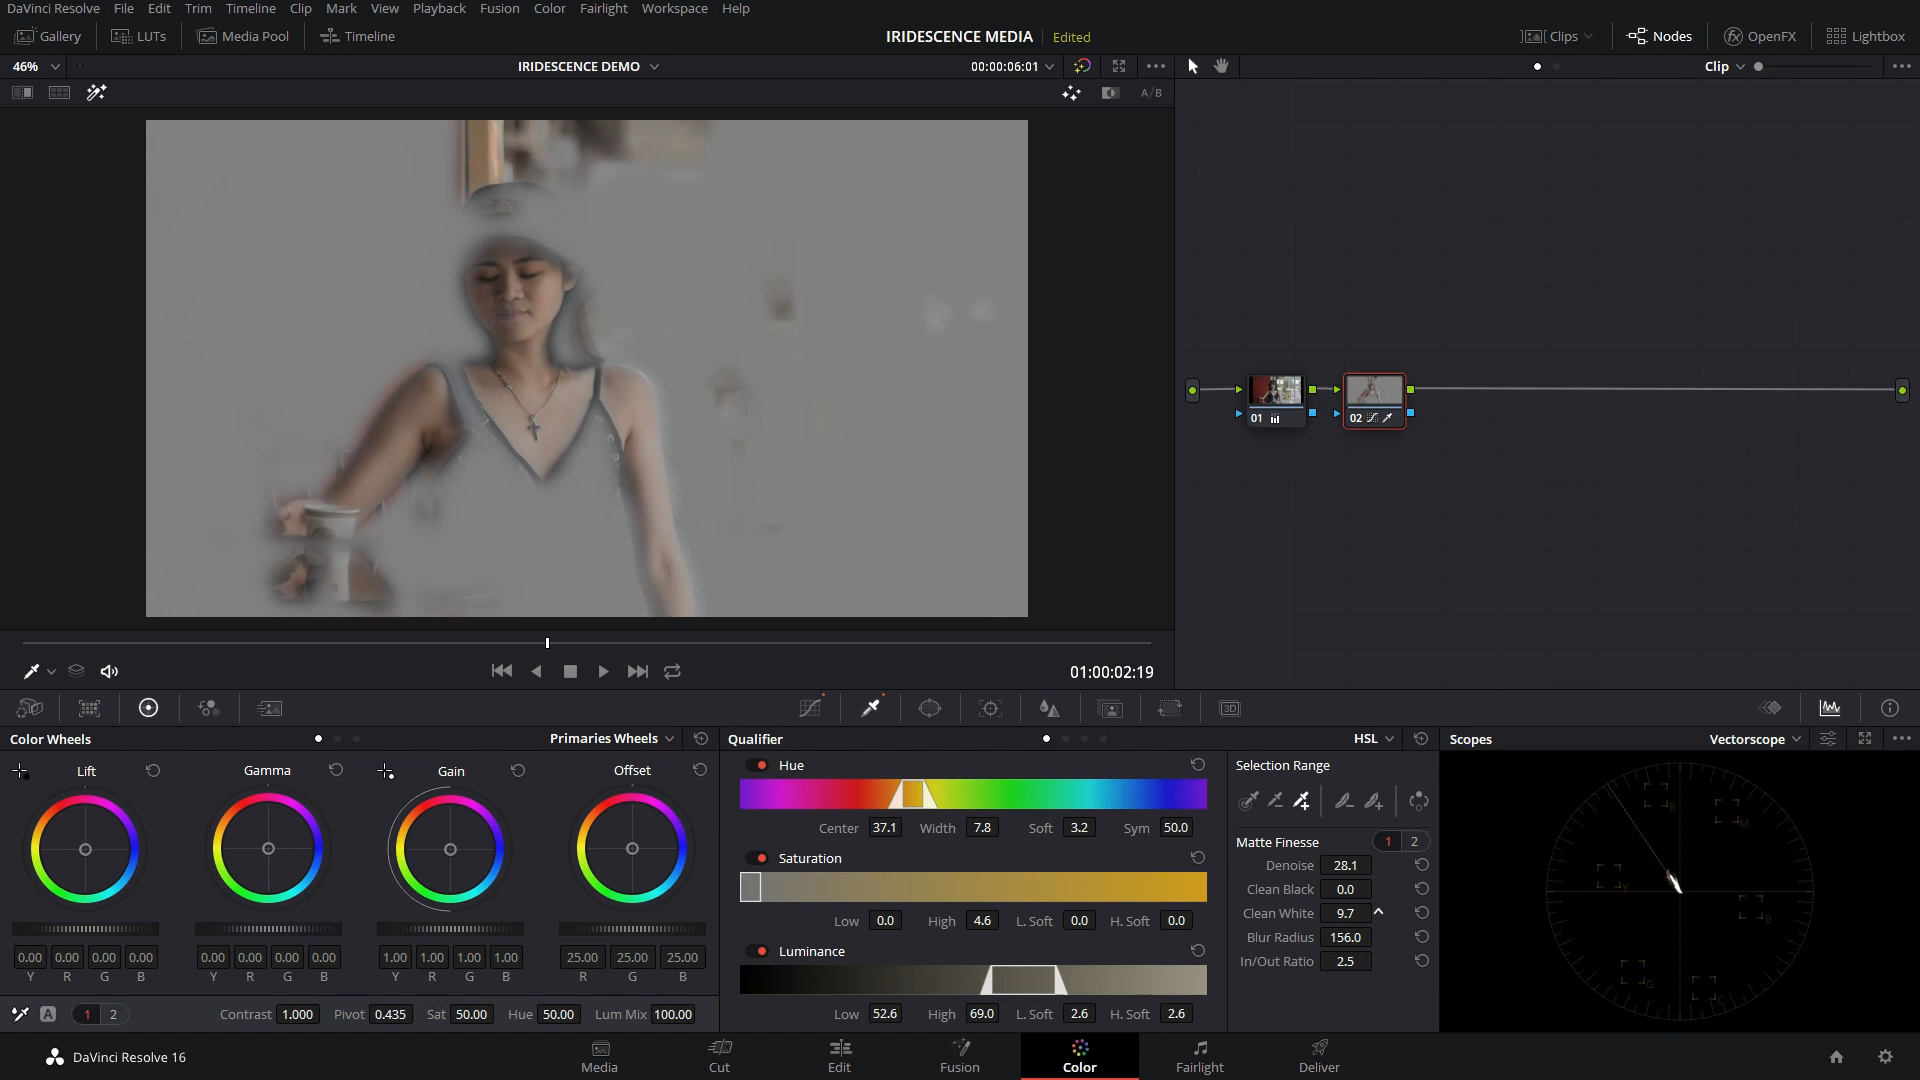 DaVinci Resolve File Edit Trim Timeline Clip Mark View Playback Fusion Color Fairlight Workspace Help
Gallery LUTs Media Pool Timeline IRIDESCENCE MEDIA Edited Clips Nodes OpenFX Lightbox
46% IRIDESCENCE DEMO 00:00:06:01 Clip
A/B
01 02
01:00:02:19
3D
Color Wheels Primaries Wheels Qualifier HSL Scopes Vectorscope
Lift Gamma Gain Offset
Hue Selection Range
Center 37.1 Width 7.8 Soft 3.2 Sym 50.0
Matte Finesse 1 2
Saturation
Denoise 28.1
Clean Black 0.0
Low 0.0 High 4.6 L. Soft 0.0 H. Soft 0.0
Clean White 9.7
Blur Radius 156.0
Luminance
In/Out Ratio 2.5
0.00 0.00 0.00 0.00 0.00 0.00 0.00 0.00 1.00 1.00 1.00 1.00 25.00 25.00 25.00
Y R G B Y R G B Y R G B R G B
A 1 2 Contrast 1.000 Pivot 0.435 Sat 50.00 Hue 50.00 Lum Mix 100.00
Low 52.6 High 69.0 L. Soft 2.6 H. Soft 2.6
R
M
Y
B
G
C
DaVinci Resolve 16 Media Cut Edit Fusion Color Fairlight Deliver